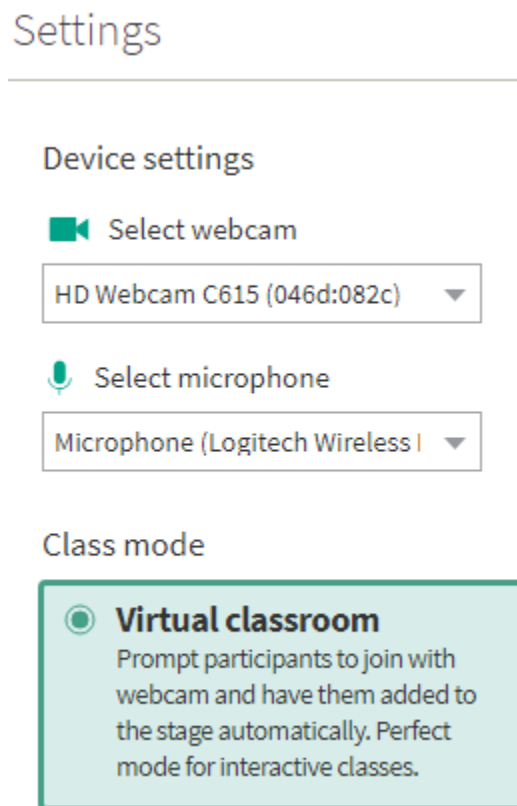 Settings
Device settings
Select webcam
HD Webcam C615 (046d:082c)
Select microphone
Microphone (Logitech Wireless
Class mode
Virtual classroom
Prompt participants to join with
webcam and have them added to
the stage automatically. Perfect
mode for interactive classes.